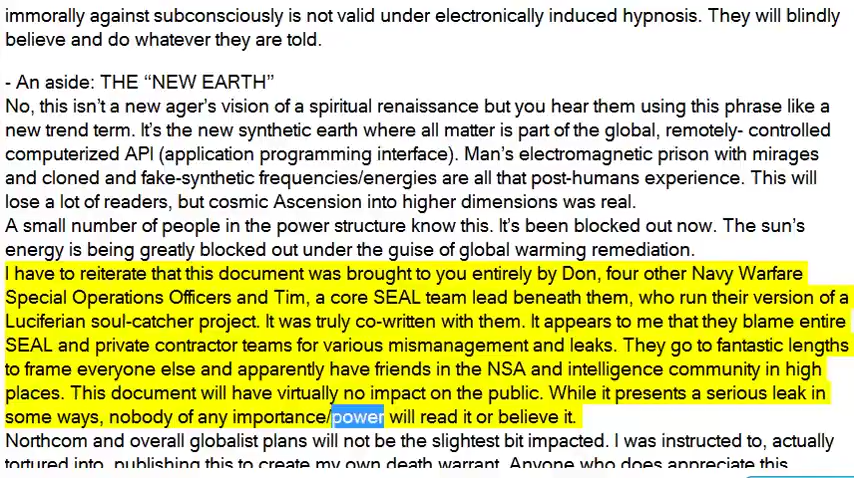 immorally against subconsciously is not valid under electronically induced hypnosis. They will blindly
believe and do whatever they are told.
- An aside: THE “NEW EARTH”
No, this isn’t a new ager’s vision of a spiritual renaissance but you hear them using this phrase like a
new trend term. It’s the new synthetic earth where all matter is part of the global, remotely- controlled
computerized API (application programming interface). Man’s electromagnetic prison with mirages
and cloned and fake-synthetic frequencies/energies are all that post-humans experience. This will
lose a lot of readers, but cosmic Ascension into higher dimensions was real.
A small number of people in the power structure know this. It’s been blocked out now. The sun’s
energy is being greatly blocked out under the guise of global warming remediation.
I have to reiterate that this document was brought to you entirely by Don, four other Navy Warfare
Special Operations Officers and Tim, a core SEAL team lead beneath them, who run their version of a
Luciferian soul-catcher project. It was truly co-written with them. It appears to me that they blame entire
SEAL and private contractor teams for various mismanagement and leaks. They go to fantastic lengths
to frame everyone else and apparently have friends in the NSA and intelligence community in high
places. This document will have virtually no impact on the public. While it presents a serious leak in
some ways, nobody of any importance/power will read it or believe it.
Northcom and overall globalist plans will not be the slightest bit impacted. I was instructed to, actually
tortured into, publishing this to create my own death warrant. Anyone who does appreciate this